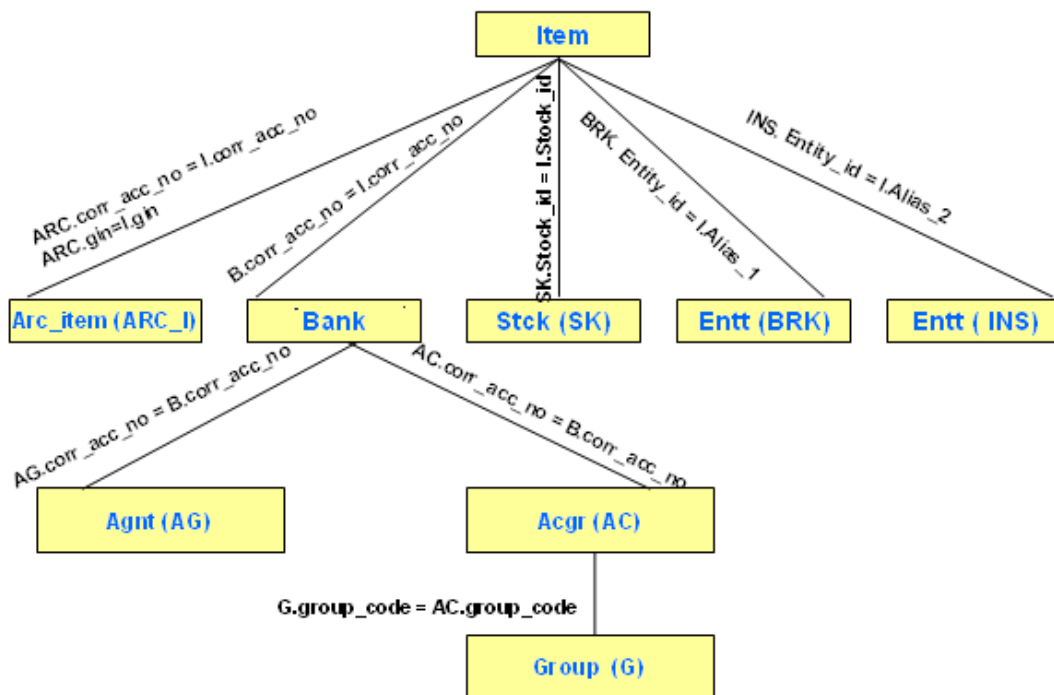 Item
ARC.corr_acc_no = I.corr_acc_no
ARC.gin=I.gin
B.corr_acc_no = I.corr_acc_no
SK.Stock_id = I.Stock_id
BRK. Entity_id = I.Alias_1
INS. Entity_id = I.Alias_2
Arc_item (ARC_I)
Bank
Stck (SK)
Entt (BRK)
Entt ( INS)
AG.corr_acc_no = B.corr_acc_no
AC.corr_acc_no = B.corr_acc_no
Agnt (AG)
Acgr (AC)
G.group_code = AC.group_code
Group (G)